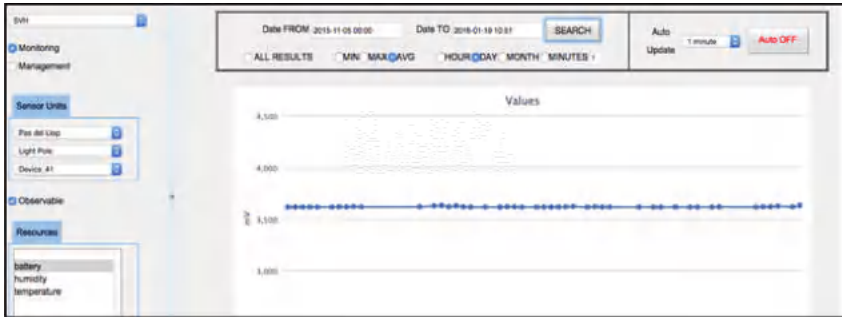 SVH
Monitoring
Management
Sensor Units
Pas del Llop
Light Pole
Device_41
Observable
Resources
battery
humidity
temperature
Date FROM 2015-11-05 00:00 Date TO 2016-01-19 10:51 SEARCH
ALL RESULTS MIN MAX AVG HOUR DAY MONTH MINUTES
Auto Update 1 minute Auto OFF
Values
4,500
4,000
3,500
3,000
mV